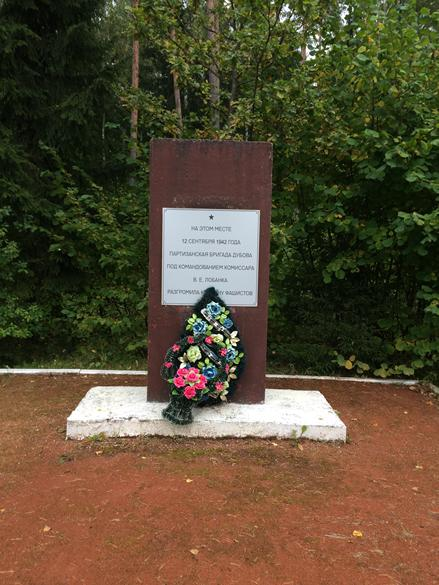 НА ЭТОМ МЕСТЕ
12 СЕНТЯБРЯ 1942 ГОДА
ПАРТИЗАНСКАЯ БРИГАДА ДУБОВА
ПОД КОМАНДОВАНИЕМ КОМИССАРА
В. Е. ЛОБАНКА
РАЗГРОМИЛА ФАШИСТОВ